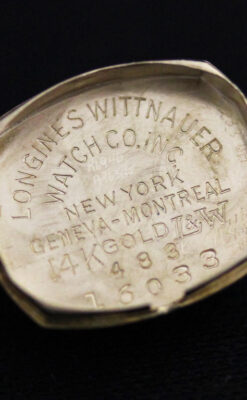 LONGINES WITTNAUER
WATCH CO. INC
NEW YORK
GENEVA-MONTREAL
14K GOLD L&W
483
16033